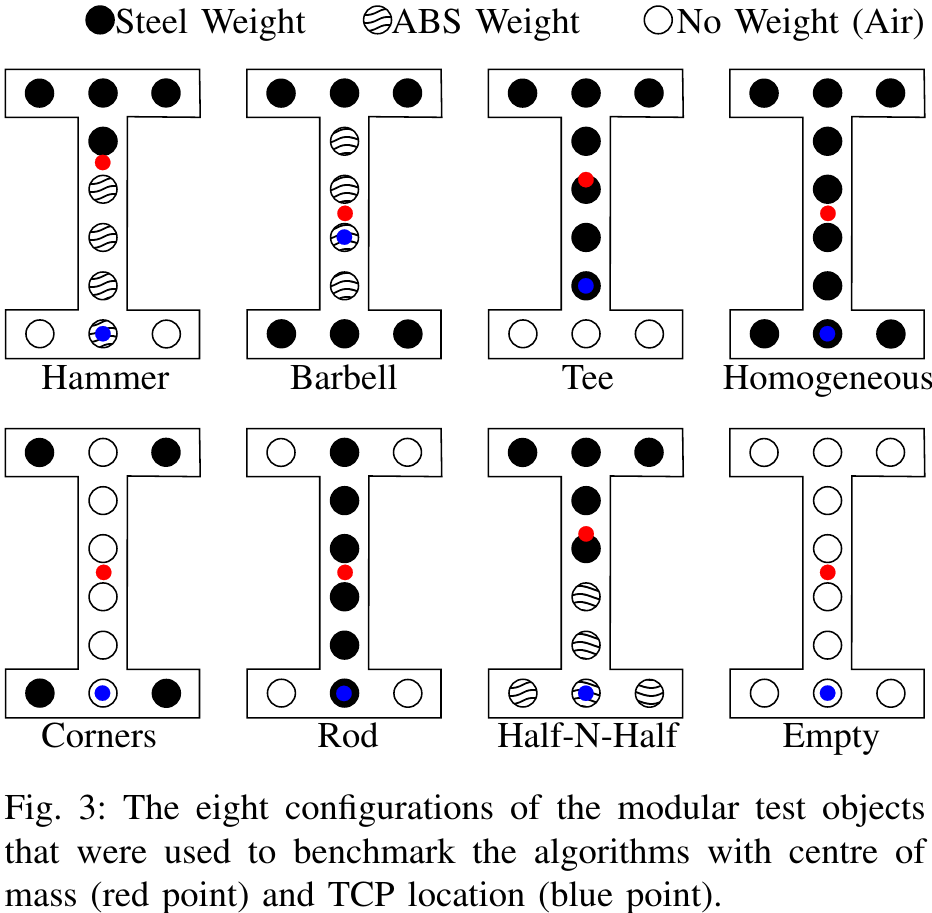 Steel Weight ABS Weight No Weight (Air)
Hammer Barbell Tee Homogeneous
Corners Rod Half-N-Half Empty
Fig. 3: The eight configurations of the modular test objects
that were used to benchmark the algorithms with centre of
mass (red point) and TCP location (blue point).